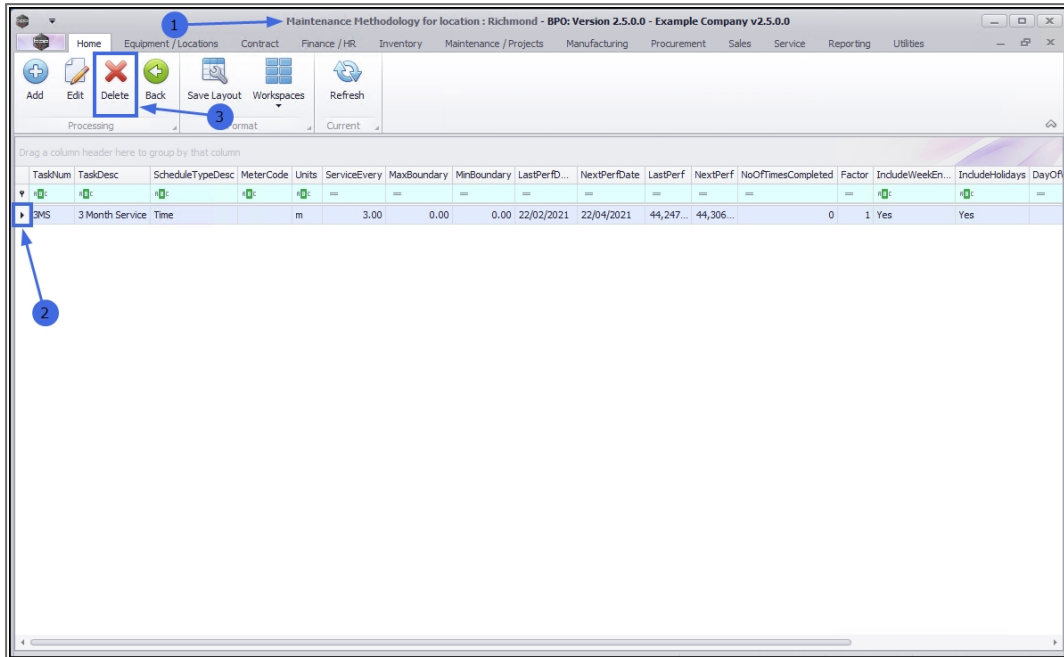 1
Maintenance Methodology for location : Richmond - BPO: Version 2.5.0.0 - Example Company v2.5.0.0
Home Equipment / Locations Contract Finance / HR Inventory Maintenance / Projects Manufacturing Procurement Sales Service Reporting Utilities
Add Edit Delete Back Save Layout Workspaces Refresh
3
Processing Current
Drag a column header here to group by that column
TaskNum TaskDesc ScheduleTypeDesc MeterCode Units ServiceEvery MaxBoundary MinBoundary LastPerfD... NextPerfDate LastPerf NextPerf NoOfTimesCompleted Factor IncludeWeekEn... IncludeHolidays
3MS 3 Month Service Time m 3.00 0.00 0.00 22/02/2021 22/04/2021 44,247... 44,306... 0 1 Yes Yes
2